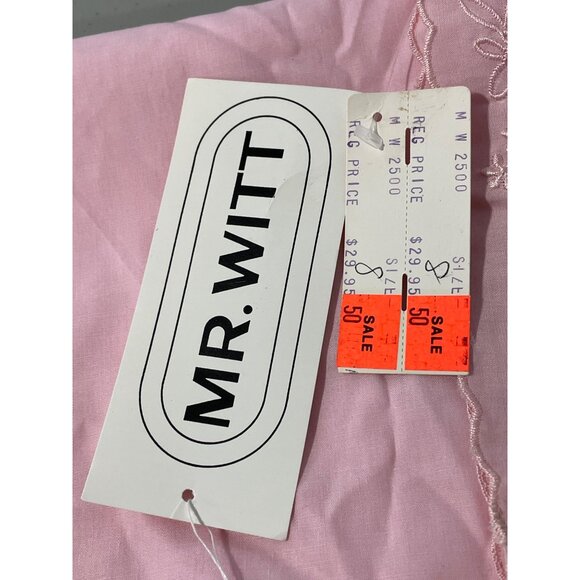 MR.WITT
M W 2500 SIZE
8
REG PRICE $29.95
SALE
50
M W 2500 SIZE
8
REG PRICE $29.95
SALE
50